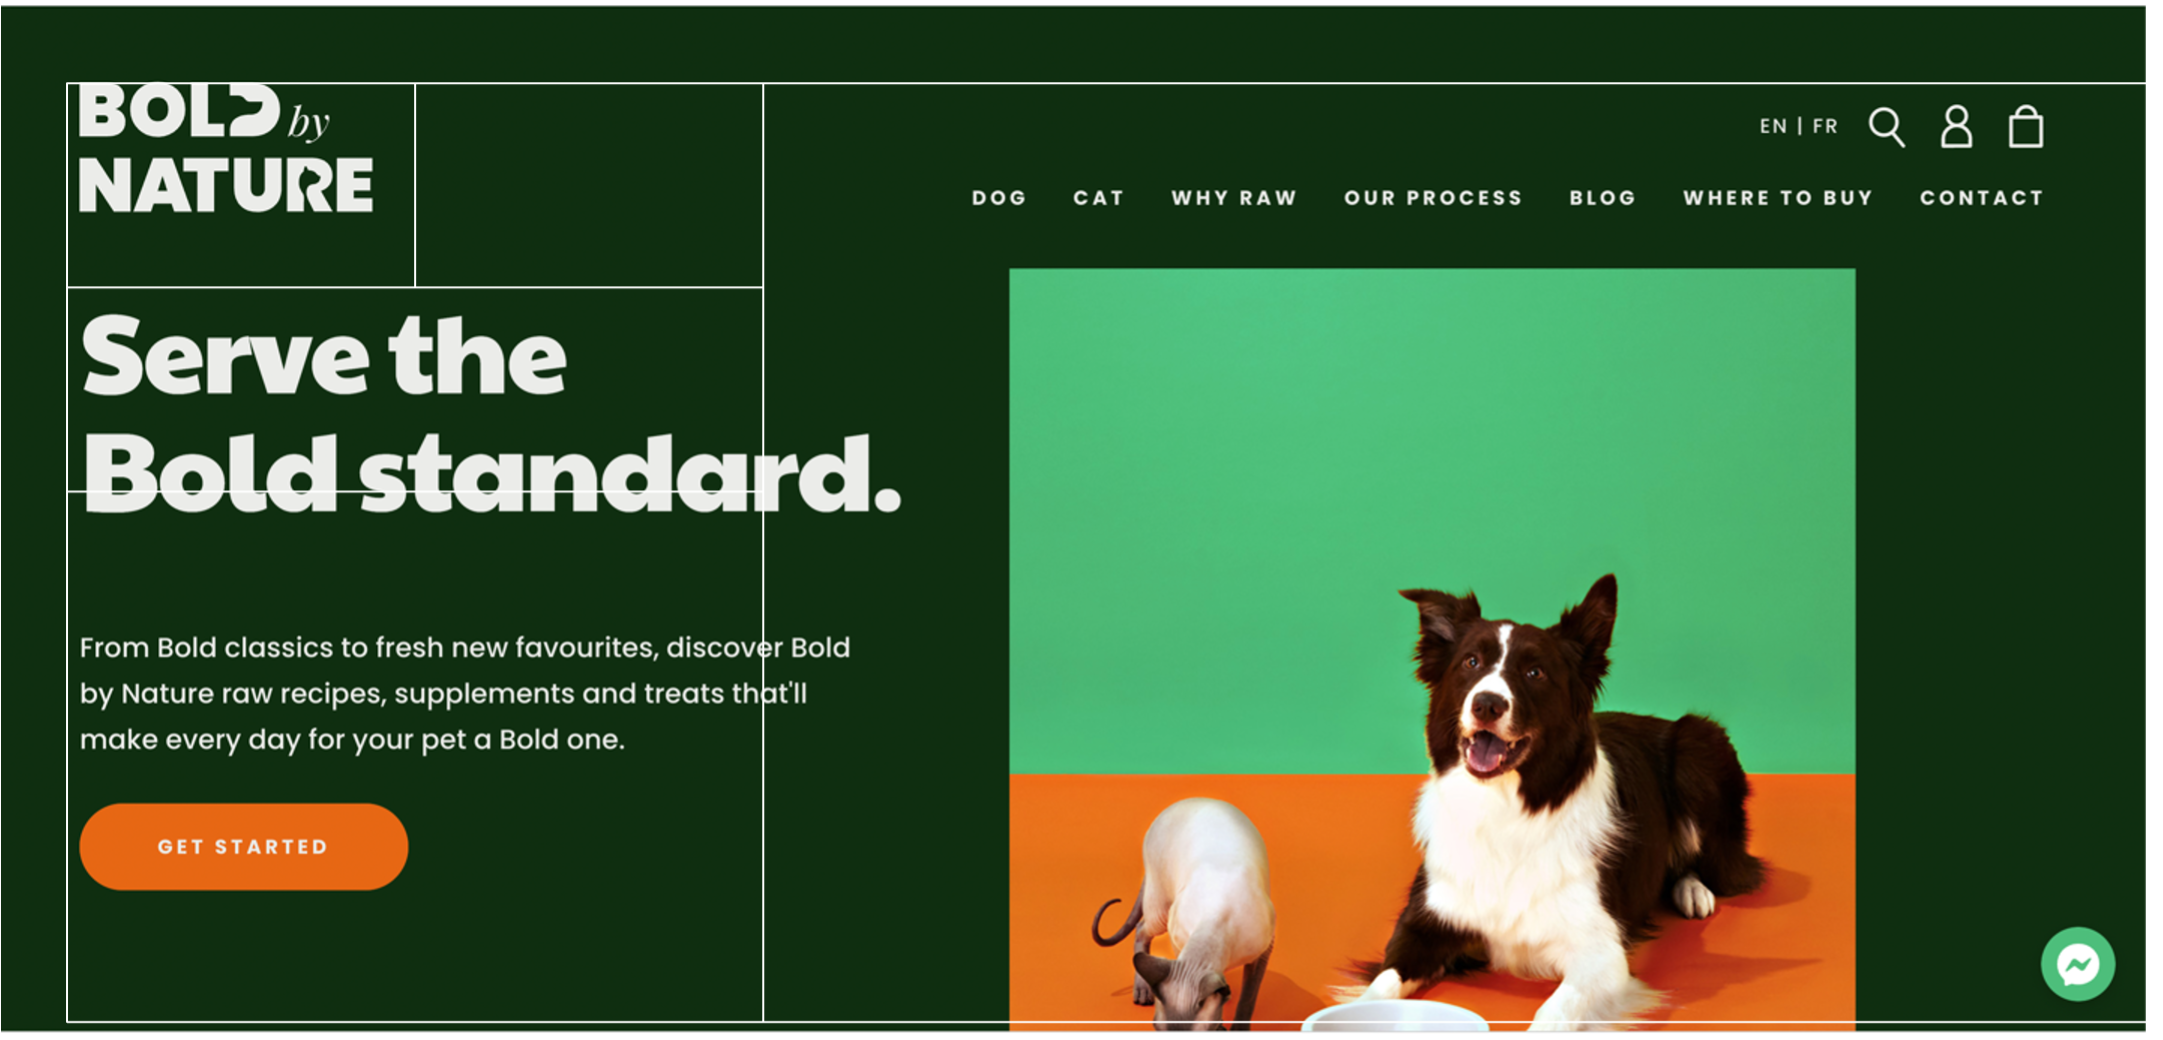 BOLD by
NATURE
EN | FR
DOG CAT WHY RAW OUR PROCESS BLOG WHERE TO BUY CONTACT
Serve the
Bold standard.
From Bold classics to fresh new favourites, discover Bold
by Nature raw recipes, supplements and treats that'll
make every day for your pet a Bold one.
GET STARTED